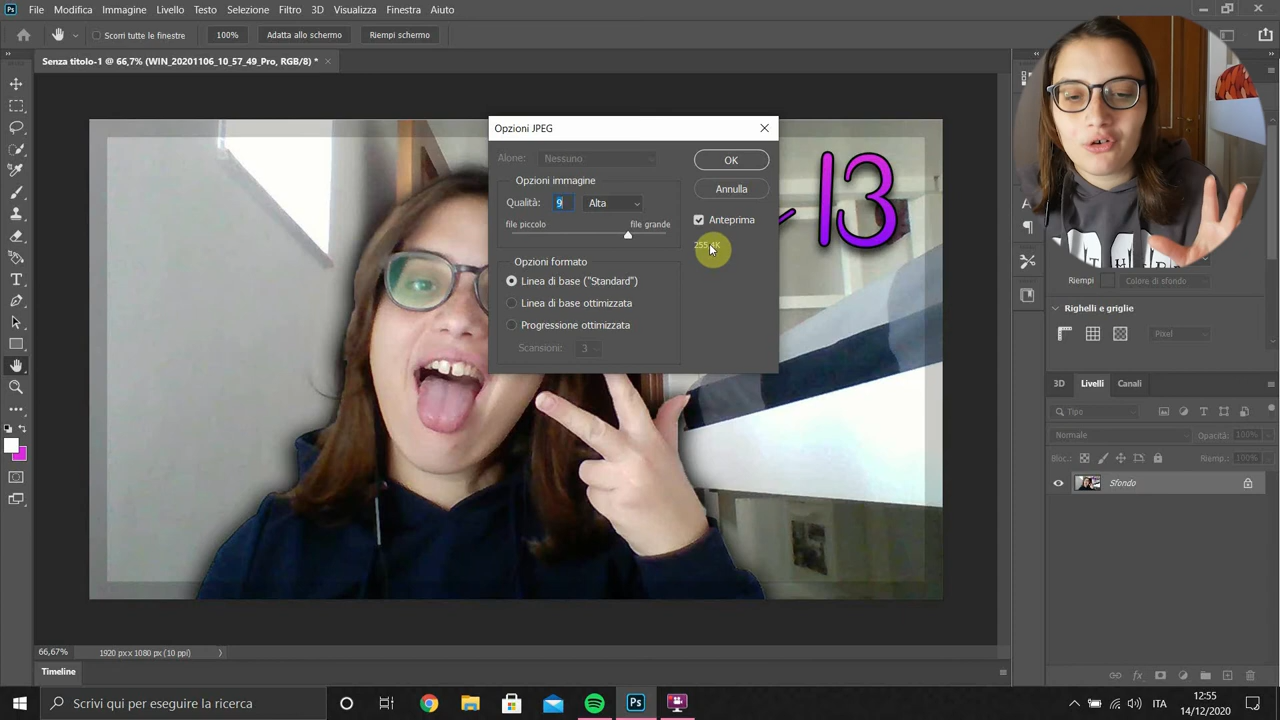 Ps File Modifica Immagine Livello Testo Selezione Filtro 3D Visualizza Finestra Aiuto
Scorri tutte le finestre 100% Adatta allo schermo Riempi schermo
Senza titolo-1 @ 66,7% (WIN_20201106_10_57_49_Pro, RGB/8) *
Opzioni JPEG
Alone: Nessuno
OK
Opzioni immagine
Annulla
Qualità: 9 Alta
Anteprima
file piccolo file grande
Opzioni formato
Linea di base ("Standard")
Linea di base ottimizzata
Progressione ottimizzata
Scansioni: 3
13
Riempi Colore di sfondo
Righelli e griglie
Pixel
3D Livelli Canali
Tipo
Normale Opacità: 100%
Bloc.: Riemp.: 100%
Sfondo
66,67% 1920 px x 1080 px (10 ppi)
Timeline
Scrivi qui per eseguire la ricerca
Ps
ITA
12:55
14/12/2020